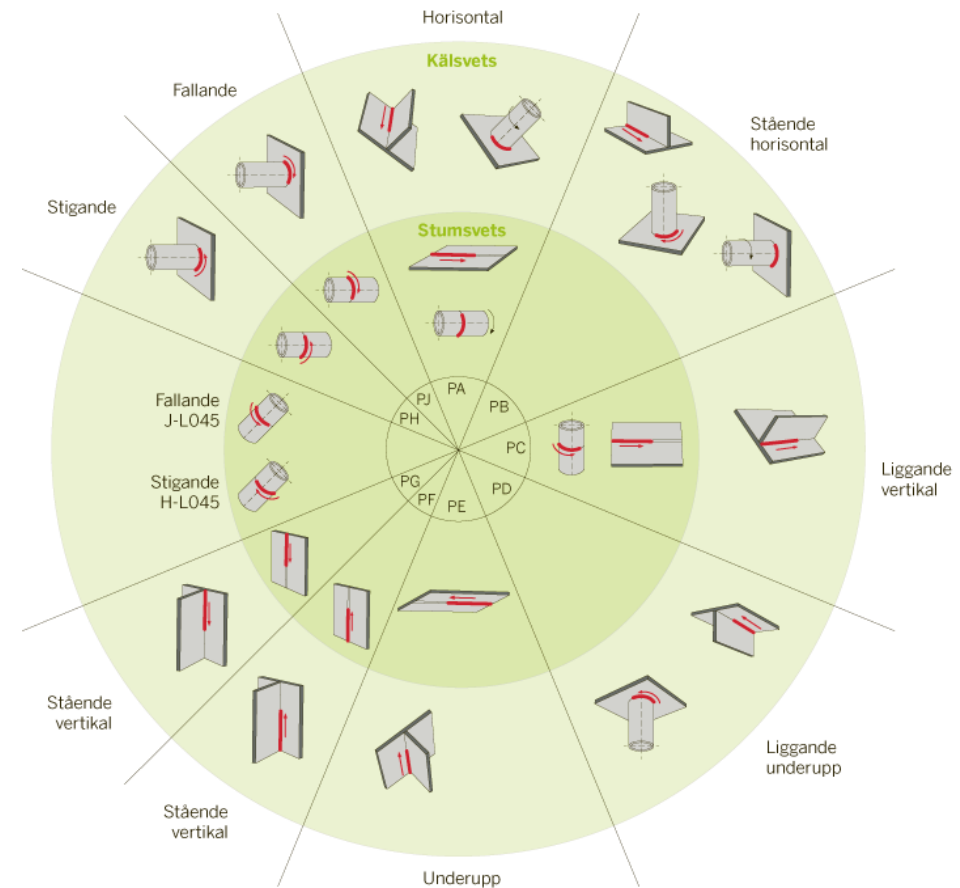 Horisontal
Kälsvets
Fallande
Stående
horisontal
Stigande
Stumsvets
Fallande
J-L045
PJ
PA
PB
PH
PC
Liggande
vertikal
Stigande
H-L045
PG
PF
PE
PD
Stående
vertikal
Liggande
underupp
Stående
vertikal
Underupp